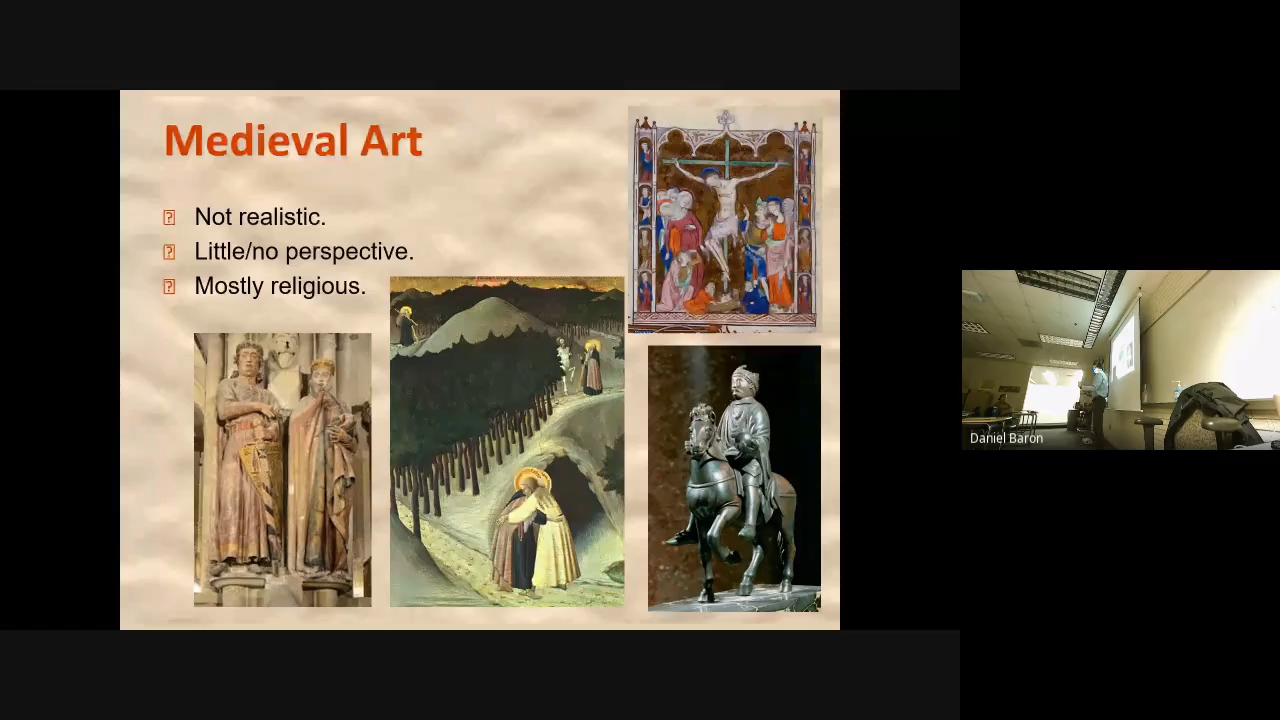 Medieval Art
Not realistic.
Little/no perspective.
Mostly religious.
Daniel Baron